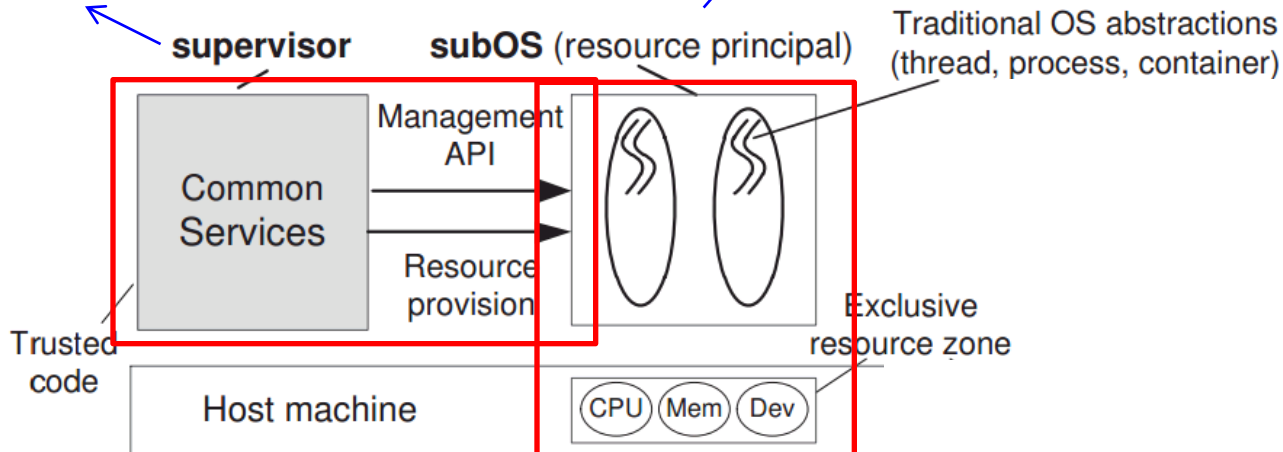 Traditional OS abstractions
(thread, process, container)
supervisor
subOS (resource principal)
Management
API
Common
Services
Resource
provision
Exclusive
resource zone
Trusted
code
Host machine
CPU
Mem
Dev